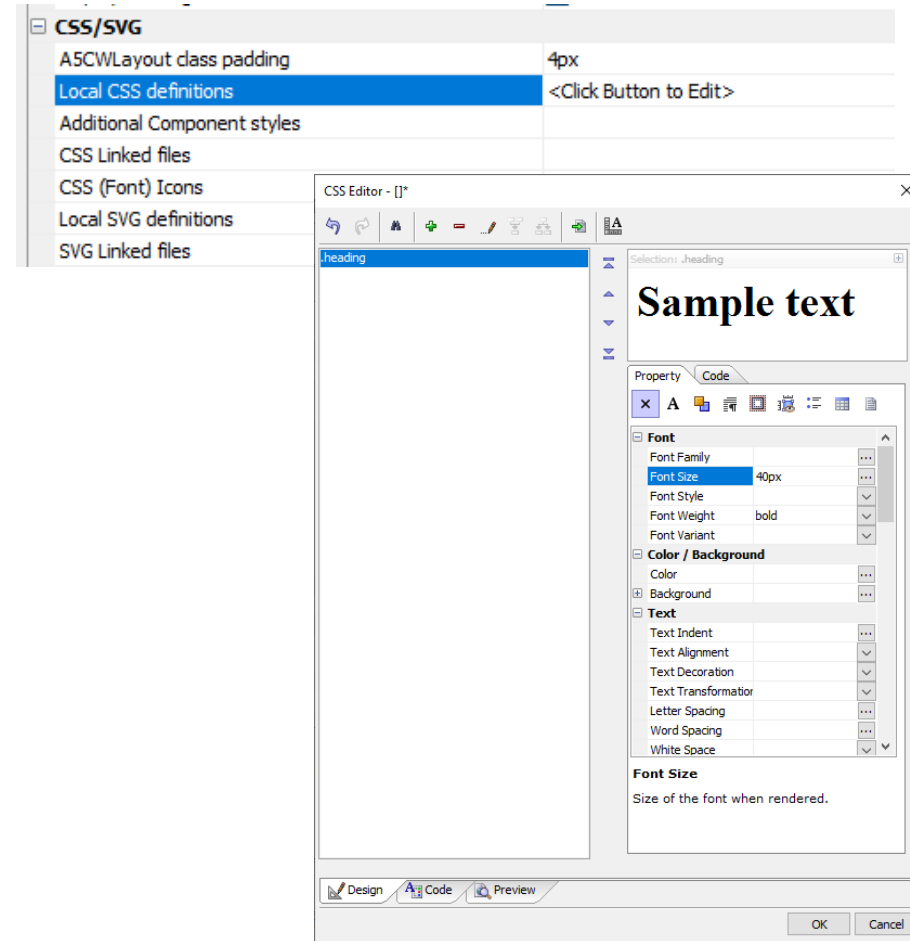 CSS/SVG
A5CWLayout class padding 4px
Local CSS definitions <Click Button to Edit>
Additional Component styles
CSS Linked files
CSS (Font) Icons
Local SVG definitions
SVG Linked files
CSS Editor - []*
.heading
Selection: .heading
Sample text
Property Code
Font
Font Family
Font Size 40px
Font Style
Font Weight bold
Font Variant
Color / Background
Color
Background
Text
Text Indent
Text Alignment
Text Decoration
Text Transformation
Letter Spacing
Word Spacing
White Space
Font Size
Size of the font when rendered.
Design Code Preview
OK Cancel